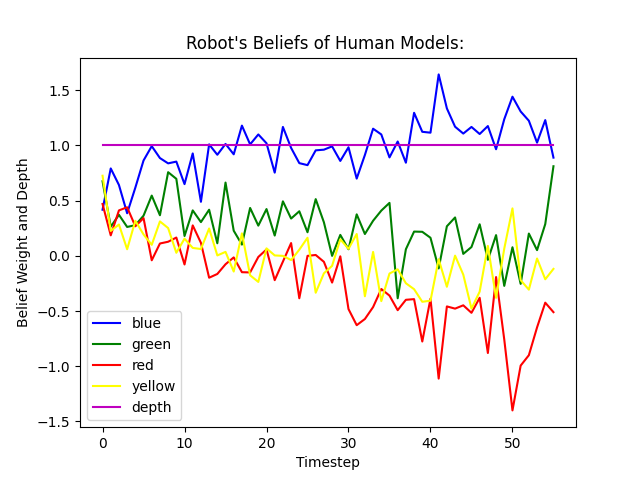 Robot's Beliefs of Human Models:
Belief Weight and Depth
1.5
1.0
0.5
0.0
−0.5
−1.0
−1.5
blue
green
red
yellow
depth
0 10 20 30 40 50
Timestep